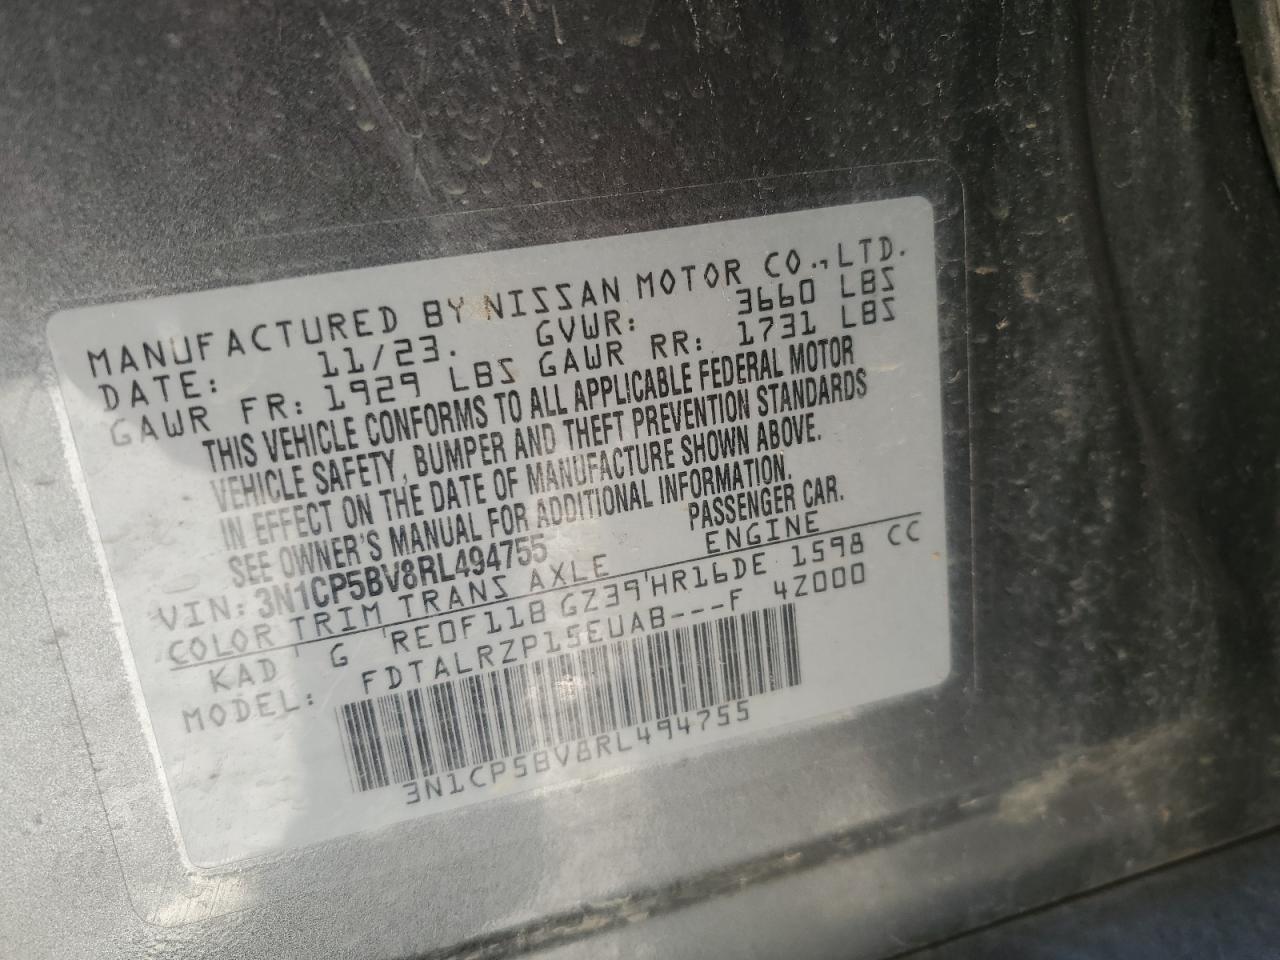 MANUFACTURED BY NISSAN MOTOR CO.,LTD.
DATE: 11/23. GVWR: 3660 LBS
GAWR FR: 1929 LBS GAWR RR: 1731 LBS
THIS VEHICLE CONFORMS TO ALL APPLICABLE FEDERAL MOTOR
VEHICLE SAFETY, BUMPER AND THEFT PREVENTION STANDARDS
IN EFFECT ON THE DATE OF MANUFACTURE SHOWN ABOVE.
SEE OWNER'S MANUAL FOR ADDITIONAL INFORMATION.
VIN: 3N1CP5BV8RL494755 PASSENGER CAR.
COLOR TRIM TRANS AXLE ENGINE
KAD G RE0F11B GZ39 HR16DE 1598 CC
MODEL: FDTALRZP15EUAB---F 4Z000
3N1CP5BV8RL494755